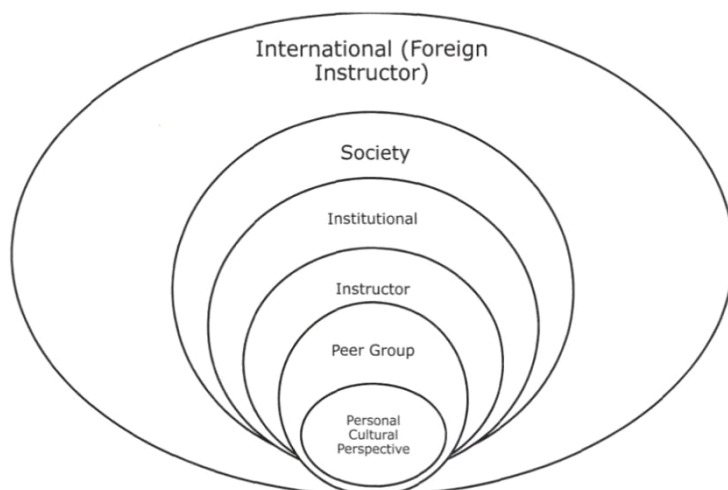 International (Foreign
Instructor)
Society
Institutional
Instructor
Peer Group
Personal
Cultural
Perspective